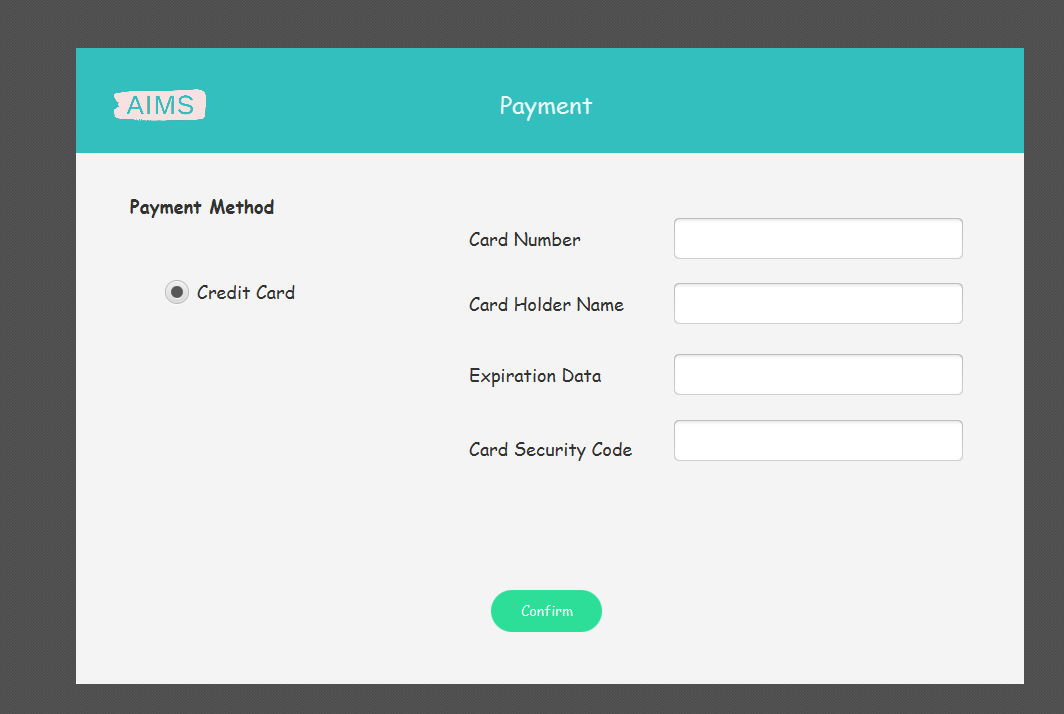 AIMS
Payment
Payment Method
Card Number
Credit Card
Card Holder Name
Expiration Data
Card Security Code
Confirm